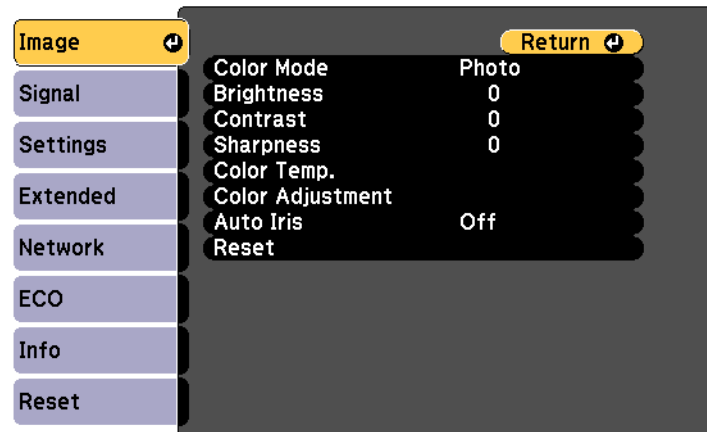 Image
Signal
Settings
Extended
Network
ECO
Info
Reset
Return
Color Mode Photo
Brightness 0
Contrast 0
Sharpness 0
Color Temp.
Color Adjustment
Auto Iris Off
Reset